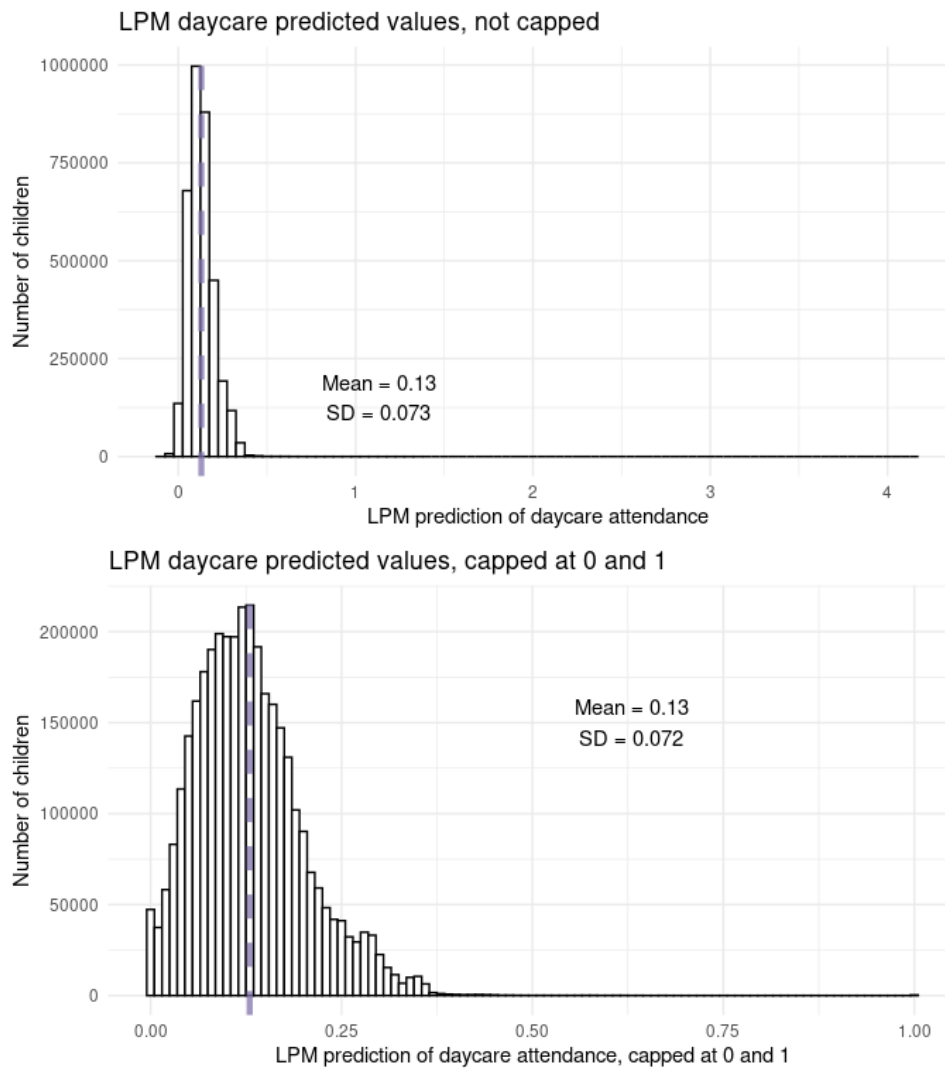 LPM daycare predicted values, not capped
1000000
750000
500000
250000
0
Number of children
Mean = 0.13
SD = 0.073
0 1 2 3 4
LPM prediction of daycare attendance
LPM daycare predicted values, capped at 0 and 1
200000
150000
100000
50000
0
Number of children
Mean = 0.13
SD = 0.072
0.00 0.25 0.50 0.75 1.00
LPM prediction of daycare attendance, capped at 0 and 1